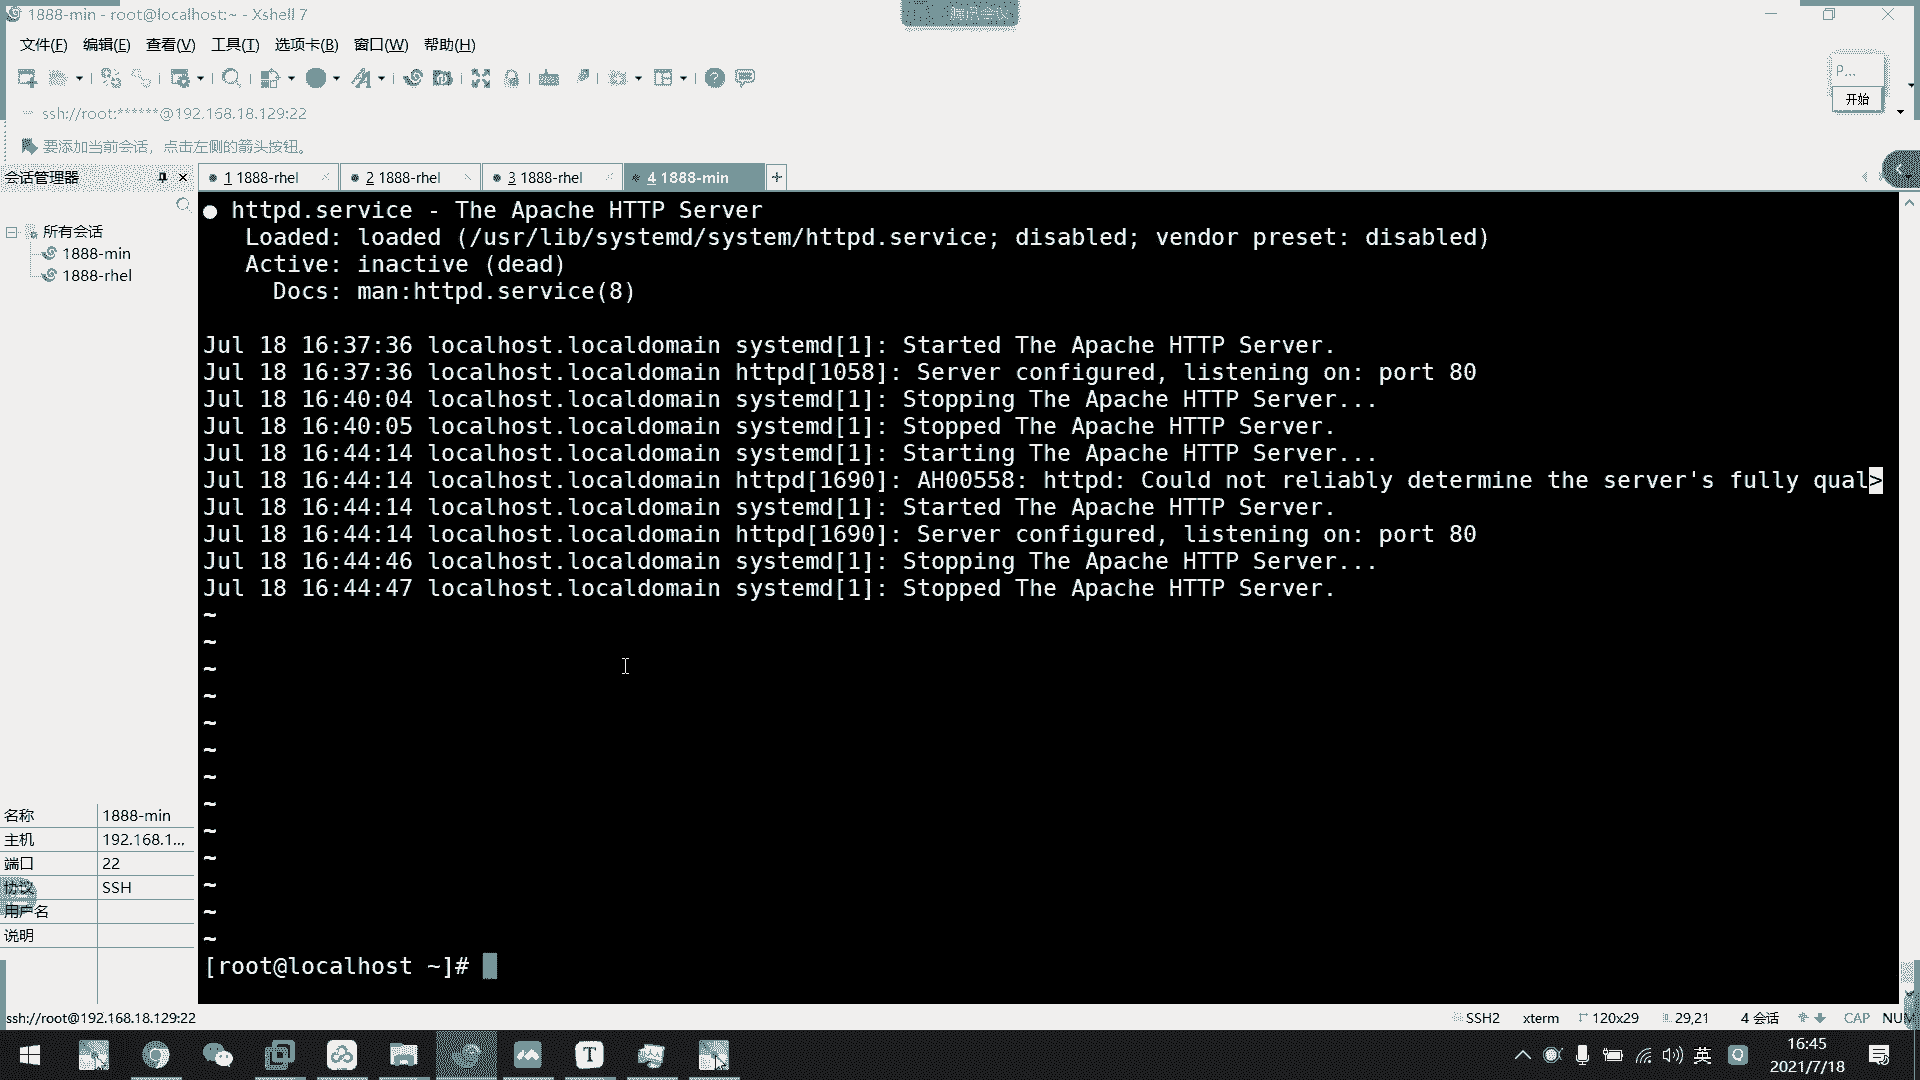 1888-min - root@localhost:~ - Xshell 7
文件(F) 编辑(E) 查看(V) 工具(T) 选项卡(B) 窗口(W) 帮助(H)
P...
开始
ssh://root:******@192.168.18.129:22
要添加当前会话，点击左侧的箭头按钮。
会话管理器
1 1888-rhel
2 1888-rhel
3 1888-rhel
4 1888-min
所有会话
1888-min
1888-rhel
● httpd.service - The Apache HTTP Server
Loaded: loaded (/usr/lib/systemd/system/httpd.service; disabled; vendor preset: disabled)
Active: inactive (dead)
Docs: man:httpd.service(8)
Jul 18 16:37:36 localhost.localdomain systemd[1]: Started The Apache HTTP Server.
Jul 18 16:37:36 localhost.localdomain httpd[1058]: Server configured, listening on: port 80
Jul 18 16:40:04 localhost.localdomain systemd[1]: Stopping The Apache HTTP Server...
Jul 18 16:40:05 localhost.localdomain systemd[1]: Stopped The Apache HTTP Server.
Jul 18 16:44:14 localhost.localdomain systemd[1]: Starting The Apache HTTP Server...
Jul 18 16:44:14 localhost.localdomain httpd[1690]: AH00558: httpd: Could not reliably determine the server's fully qual>
Jul 18 16:44:14 localhost.localdomain systemd[1]: Started The Apache HTTP Server.
Jul 18 16:44:14 localhost.localdomain httpd[1690]: Server configured, listening on: port 80
Jul 18 16:44:46 localhost.localdomain systemd[1]: Stopping The Apache HTTP Server...
Jul 18 16:44:47 localhost.localdomain systemd[1]: Stopped The Apache HTTP Server.
~
~
~
~
~
~
~
~
~
~
~
~
~
[root@localhost ~]#
名称 1888-min
主机 192.168.1...
端口 22
协议 SSH
用户名
说明
ssh://root@192.168.18.129:22
SSH2 xterm 120x29 29,21 4 会话 CAP NUM
英
16:45
2021/7/18